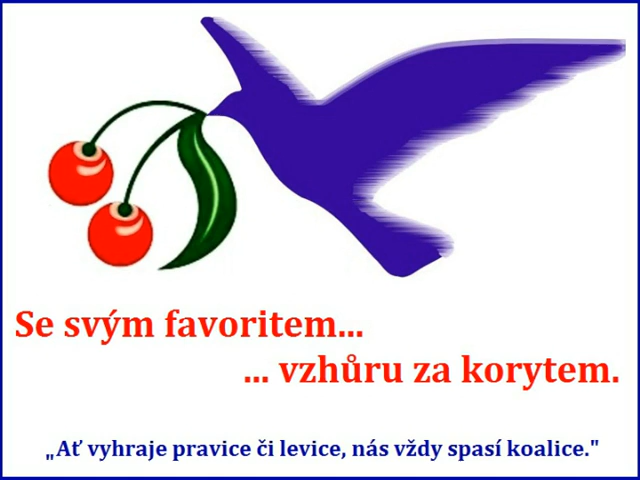 Se svým favoritem...
... vzhůru za korytem.
„Ať vyhraje pravice či levice, nás vždy spasí koalice."